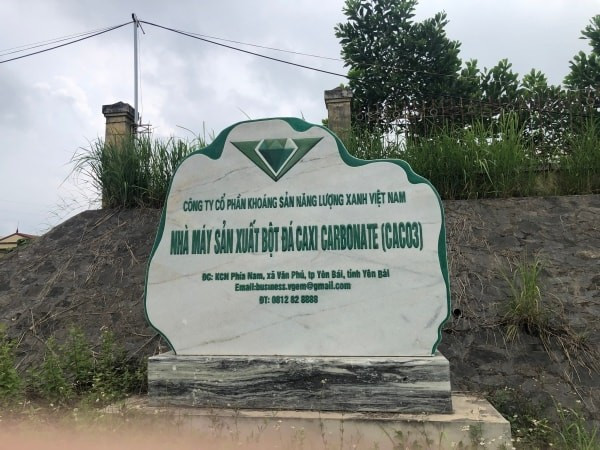 CÔNG TY CỔ PHẦN KHOÁNG SẢN NĂNG LƯỢNG XANH VIỆT NAM
NHÀ MÁY SẢN XUẤT BỘT ĐÁ CAXI CARBONATE (CACO3)
ĐC: KCN Phía Nam, xã Văn Phú, tp Yên Bái, tỉnh Yên Bái
Email:business.vgem@gmail.com
ĐT: 0812 82 8888